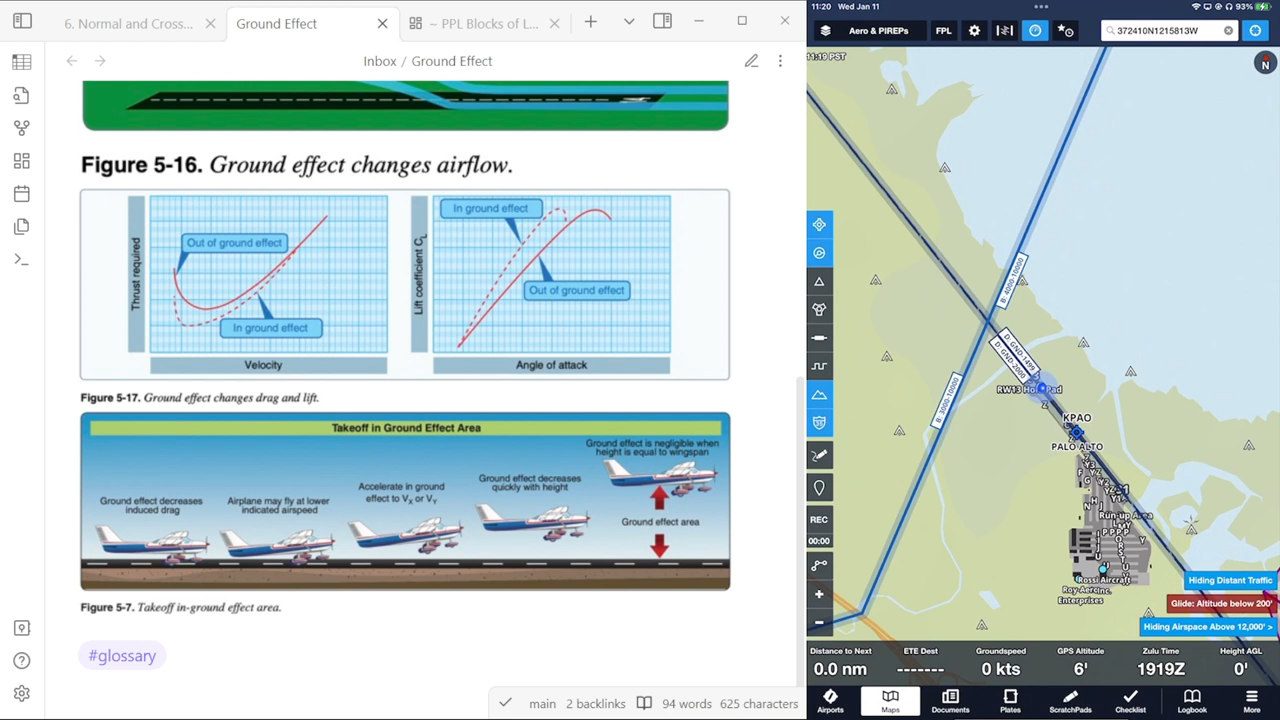 6. Normal and Cross...
Ground Effect
– PPL Blocks of L...
Inbox / Ground Effect
Figure 5-16. Ground effect changes airflow.
Thrust required
Out of ground effect
In ground effect
Velocity
Lift coefficient CL
In ground effect
Out of ground effect
Angle of attack
Figure 5-17. Ground effect changes drag and lift.
Takeoff in Ground Effect Area
Ground effect decreases
induced drag
Airplane may fly at lower
indicated airspeed
Accelerate in ground
effect to VX or VY
Ground effect decreases
quickly with height
Ground effect is negligible when
height is equal to wingspan
Ground effect area
Figure 5-7. Takeoff in-ground effect area.
#glossary
main
2 backlinks
94 words
625 characters
11:20 Wed Jan 11
93%
Aero & PIREPs
FPL
372410N1215813W
11:19 PST
N
B: 4000-10000
B: 3000-10000
D: GND-1499
D: GND-2000
KPAO
PALO ALTO
Run-up Area
Rossi Aircraft
Roy Aero
Inc.
Enterprises
REC
00:00
Hiding Distant Traffic
Glide: Altitude below 200'
Hiding Airspace Above 12,000' >
Distance to Next
0.0 nm
ETE Dest
-------
Groundspeed
0 kts
GPS Altitude
6'
Zulu Time
1919Z
Height AGL
0'
Airports
Maps
Documents
Plates
ScratchPads
Checklist
Logbook
More